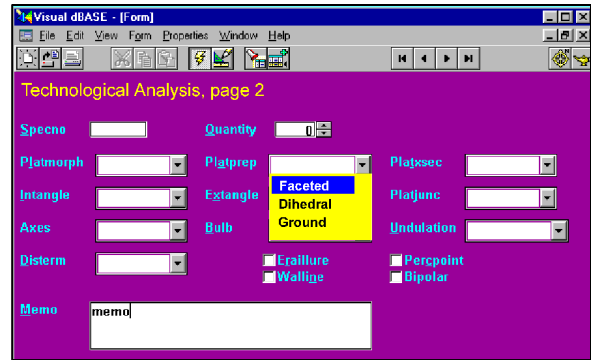 Visual dBASE - [Form]
File Edit View Form Properties Window Help
Technological Analysis, page 2
Specno Quantity 0
Platmorph Platprep Platxsec
Faceted
Intangle Extangle Platjunc
Dihedral
Ground
Axes Bulb Undulation
Disterm Eraillure Percpoint
Walline Bipolar
Memo memo